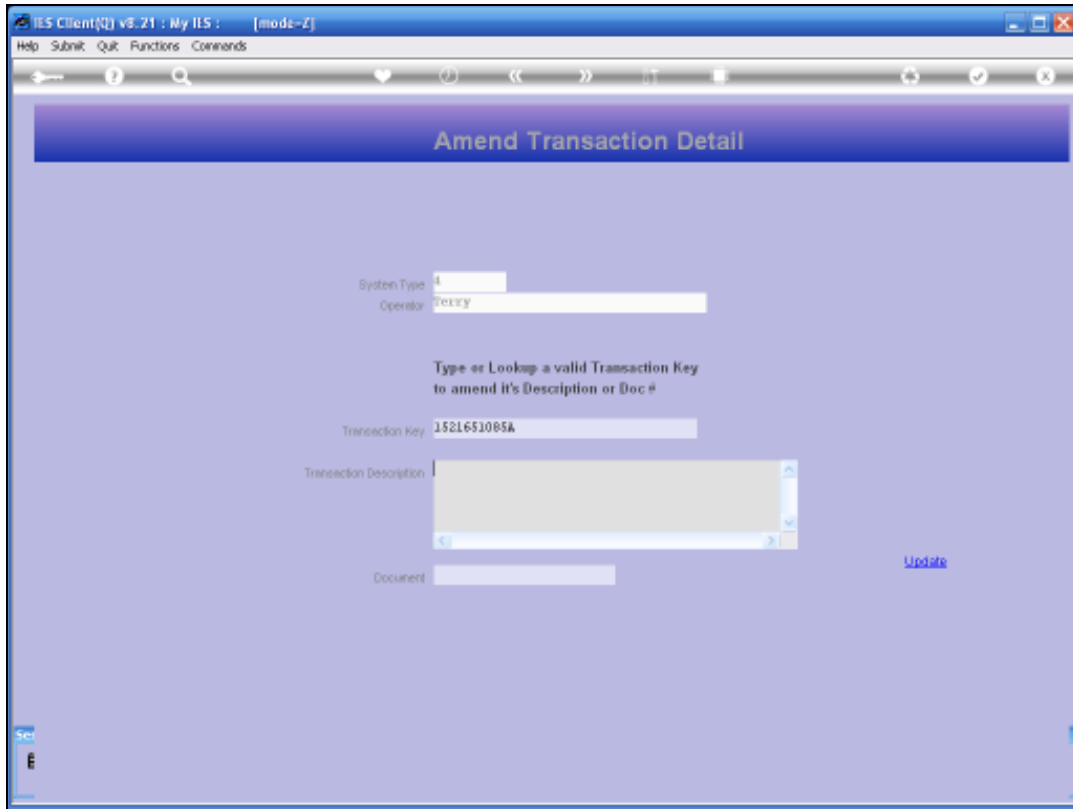 IES Client(Q) v8.21 : My IES : [mode-Z]
Help Submit Quit Functions Commands
Amend Transaction Detail
System Type 4
Operator Terry
Type or Lookup a valid Transaction Key
to amend it's Description or Doc #
Transaction Key 1521651085A
Transaction Description
Update
Document
Ses